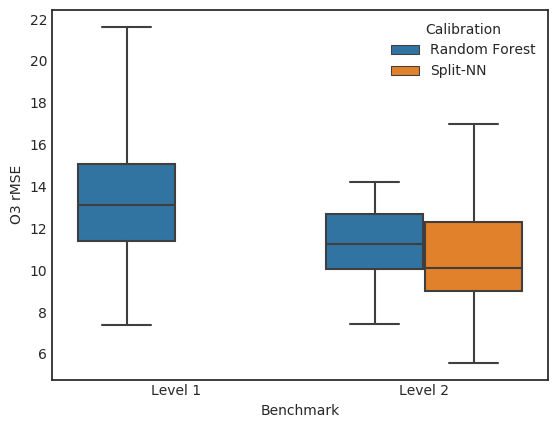 22
20
18
16
14
12
10
8
6
O3 rMSE
Calibration
Random Forest
Split-NN
Level 1
Level 2
Benchmark